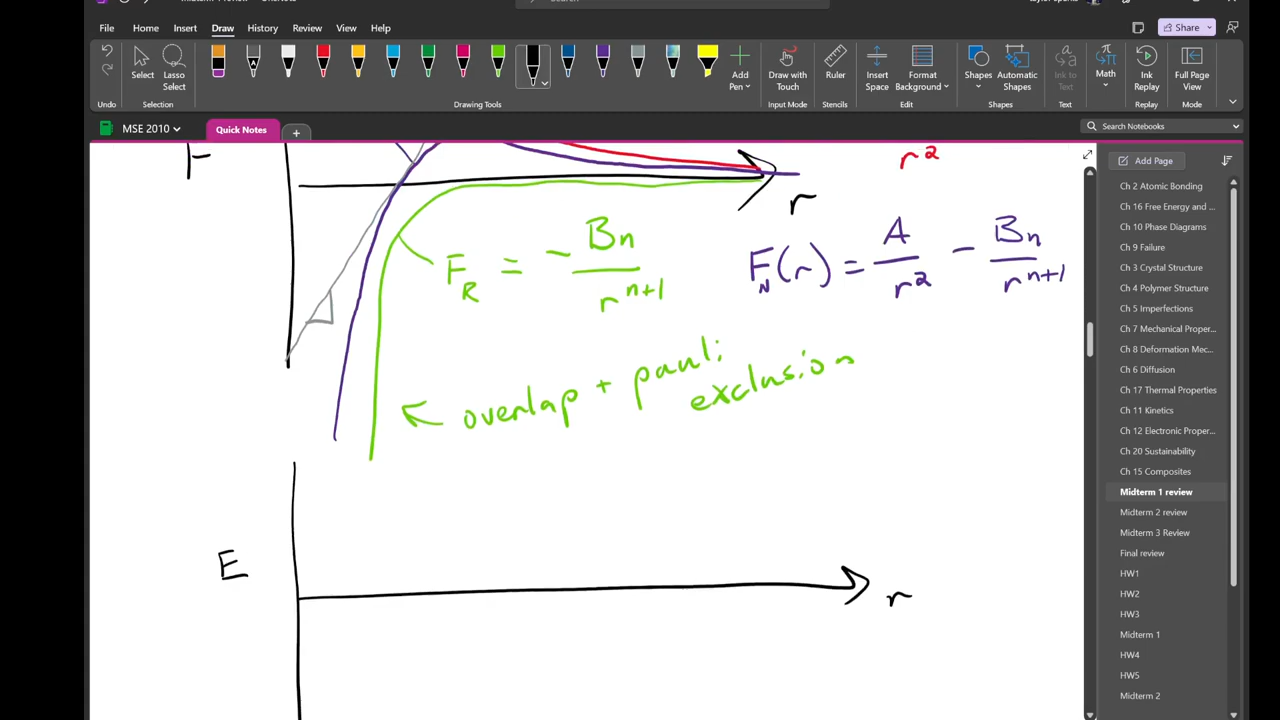 File Home Insert Draw History Review View Help
Share
Select
Lasso Select
Add Pen
Draw with Touch
Ruler
Insert Space
Format Background
Shapes
Automatic Shapes
Ink to Text
Math
Ink Replay
Full Page View
Undo Selection Drawing Tools Input Mode Stencils Edit Shapes Text Math Replay Mode
MSE 2010 Quick Notes + Search Notebooks
Add Page
Ch 2 Atomic Bonding
Ch 16 Free Energy and ...
Ch 10 Phase Diagrams
Ch 9 Failure
Ch 3 Crystal Structure
Ch 4 Polymer Structure
Ch 5 Imperfections
Ch 7 Mechanical Proper...
Ch 8 Deformation Mec...
Ch 6 Diffusion
Ch 17 Thermal Properties
Ch 11 Kinetics
Ch 12 Electronic Proper...
Ch 20 Sustainability
Ch 15 Composites
Midterm 1 review
Midterm 2 review
Midterm 3 Review
Final review
HW1
HW2
HW3
Midterm 1
HW4
HW5
Midterm 2
F
r²
r
F_R = - Bn / r^(n+1)
F_N(r) = A / r² - Bn / r^(n+1)
← overlap + pauli
exclusion
E
r